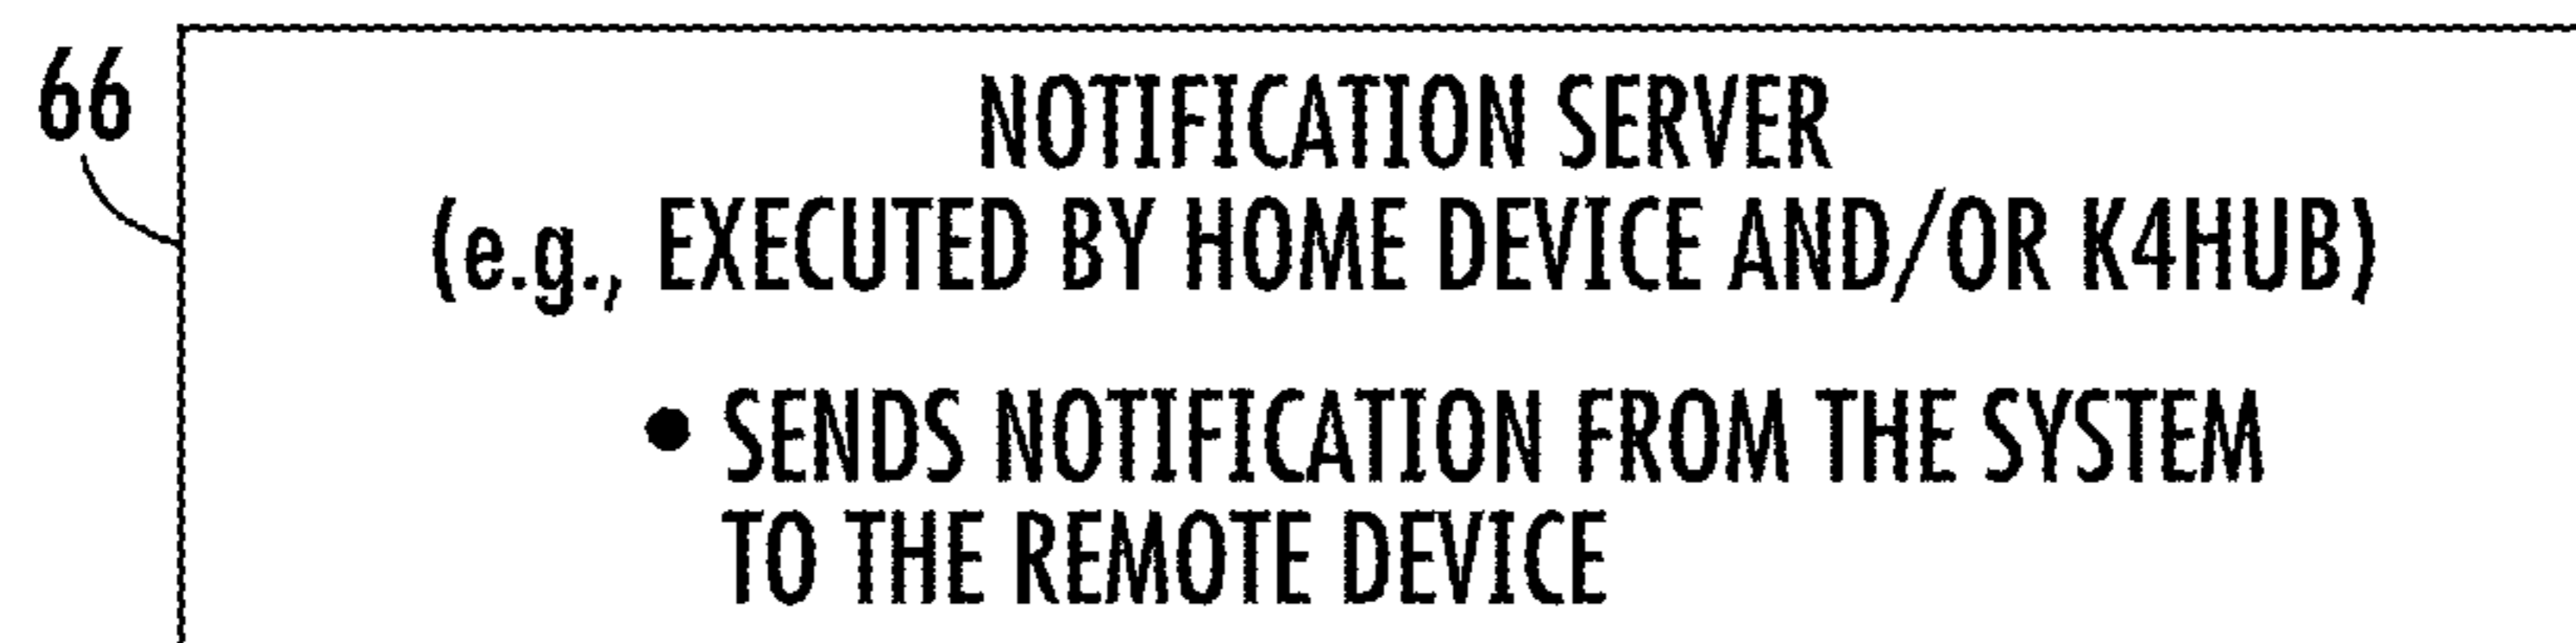 66
NOTIFICATION SERVER
(e.g., EXECUTED BY HOME DEVICE AND/OR K4HUB)
• SENDS NOTIFICATION FROM THE SYSTEM
TO THE REMOTE DEVICE